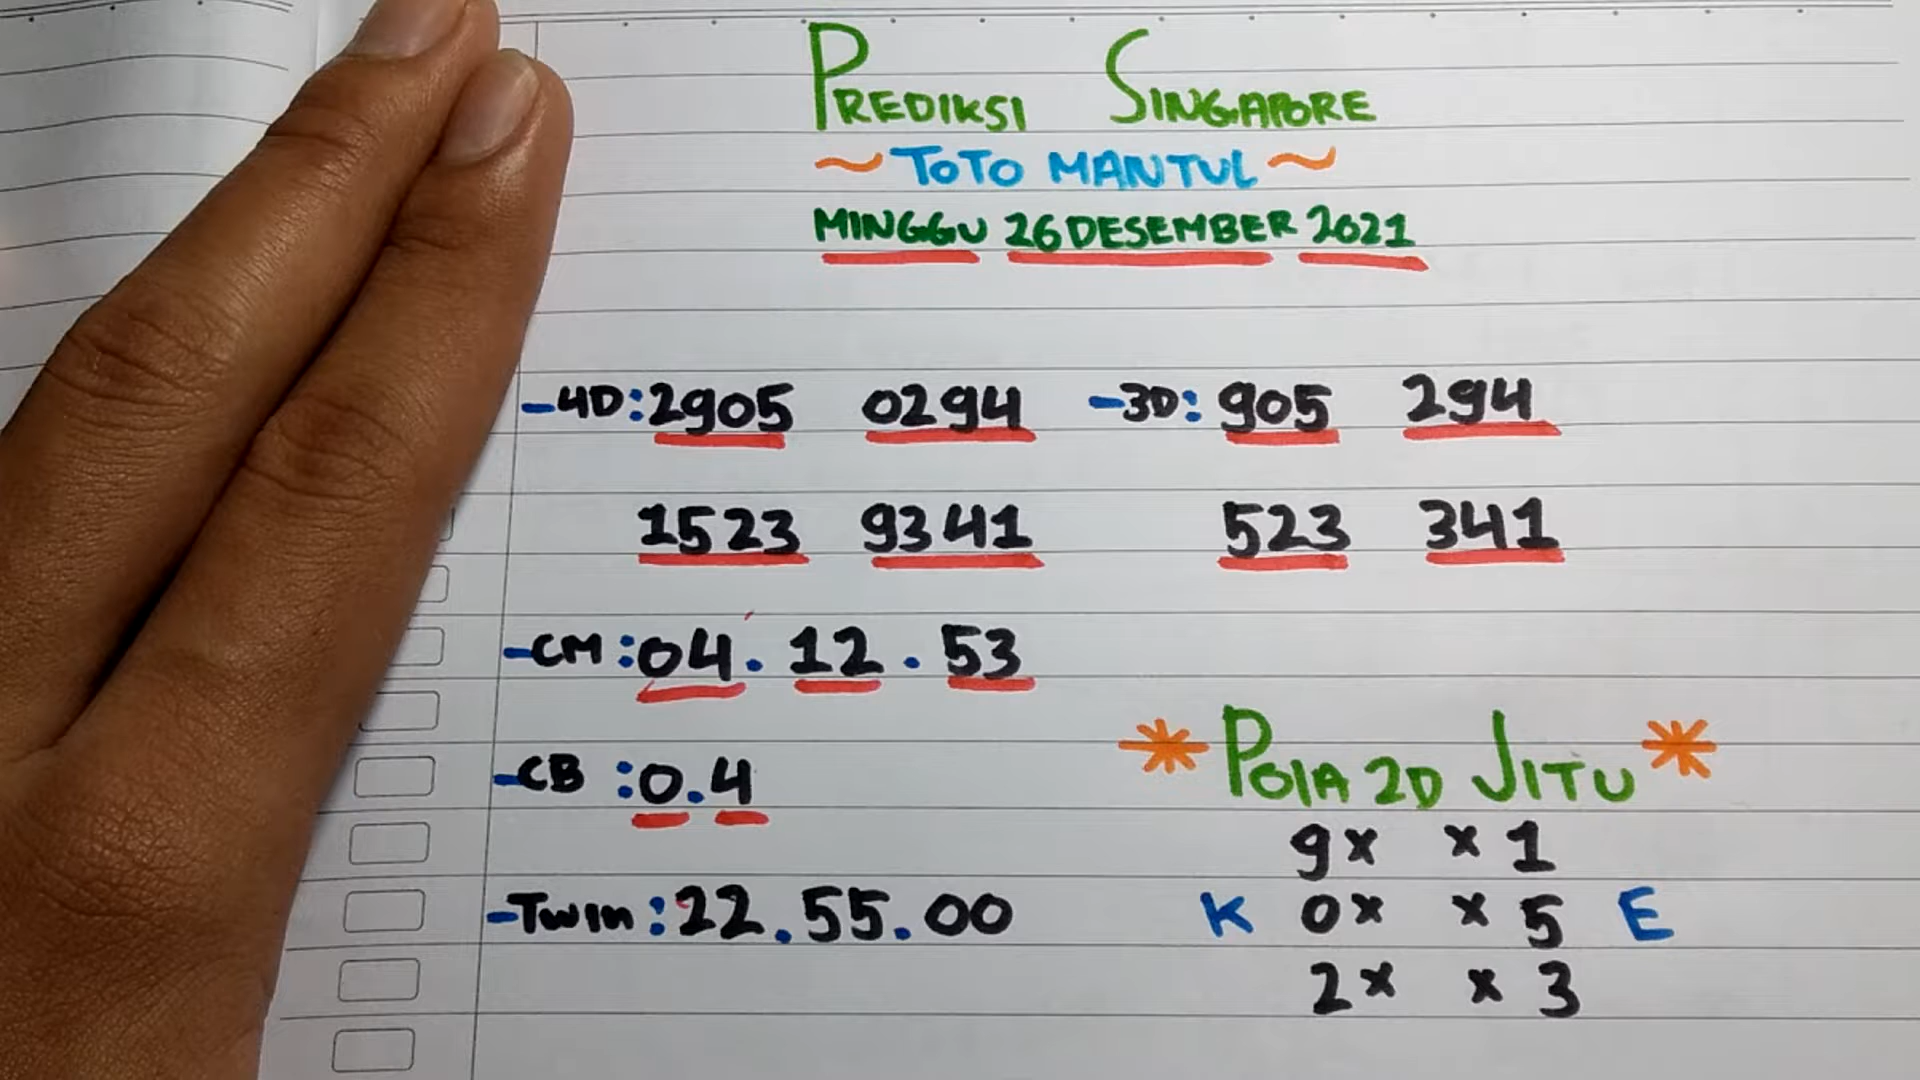 PREDIKSI SINGAPORE
~ TOTO MANTUL ~
MINGGU 26 DESEMBER 2021
-4D: 2905 0294 -3D: 905 294
1523 9341 523 341
-CM: 04. 12. 53
-CB: 0.4
* POlA 2D JITU *
9x x1
-Twin: 22.55.00
K 0x x5 E
2x x3